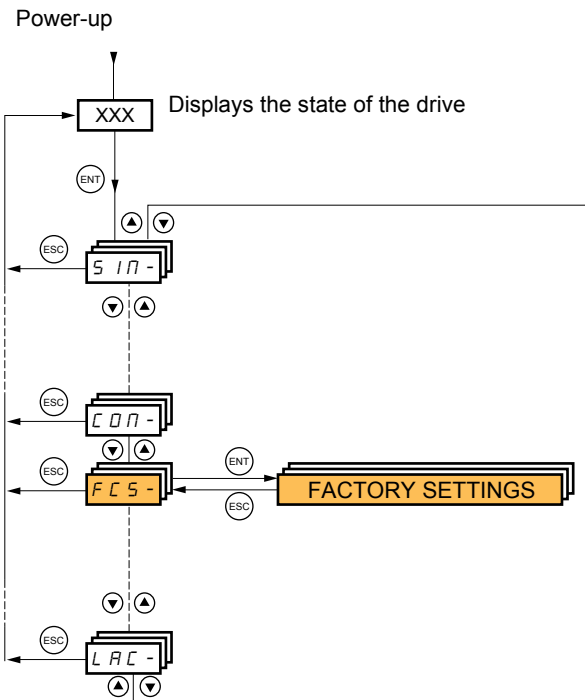 Power-up
XXX
Displays the state of the drive
ENT
ESC
SIM-
ESC
COM-
ESC
FCS-
ENT
FACTORY SETTINGS
ESC
ESC
LAC-